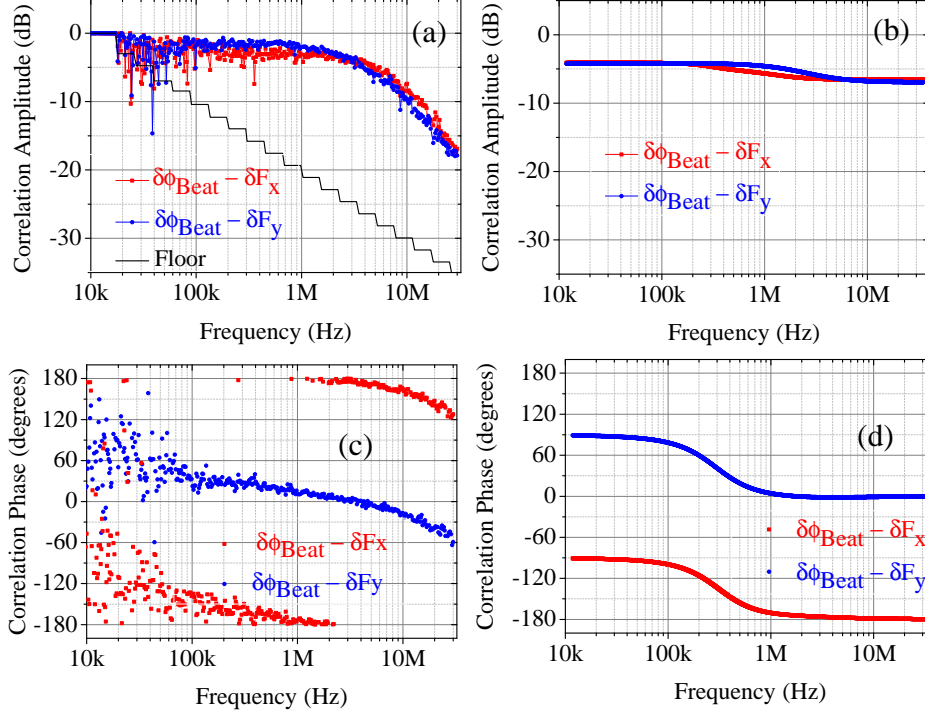 (a)
Correlation Amplitude (dB)
0
-10
-20
-30
δϕBeat − δFx
δϕBeat − δFy
Floor
10k 100k 1M 10M
Frequency (Hz)
(b)
Correlation Amplitude (dB)
0
-10
-20
-30
δϕBeat − δFx
δϕBeat − δFy
10k 100k 1M 10M
Frequency (Hz)
(c)
Correlation Phase (degrees)
180
120
60
0
-60
-120
-180
δϕBeat − δFx
δϕBeat − δFy
10k 100k 1M 10M
Frequency (Hz)
(d)
Correlation Phase (degrees)
180
120
60
0
-60
-120
-180
δϕBeat − δFx
δϕBeat − δFy
10k 100k 1M 10M
Frequency (Hz)